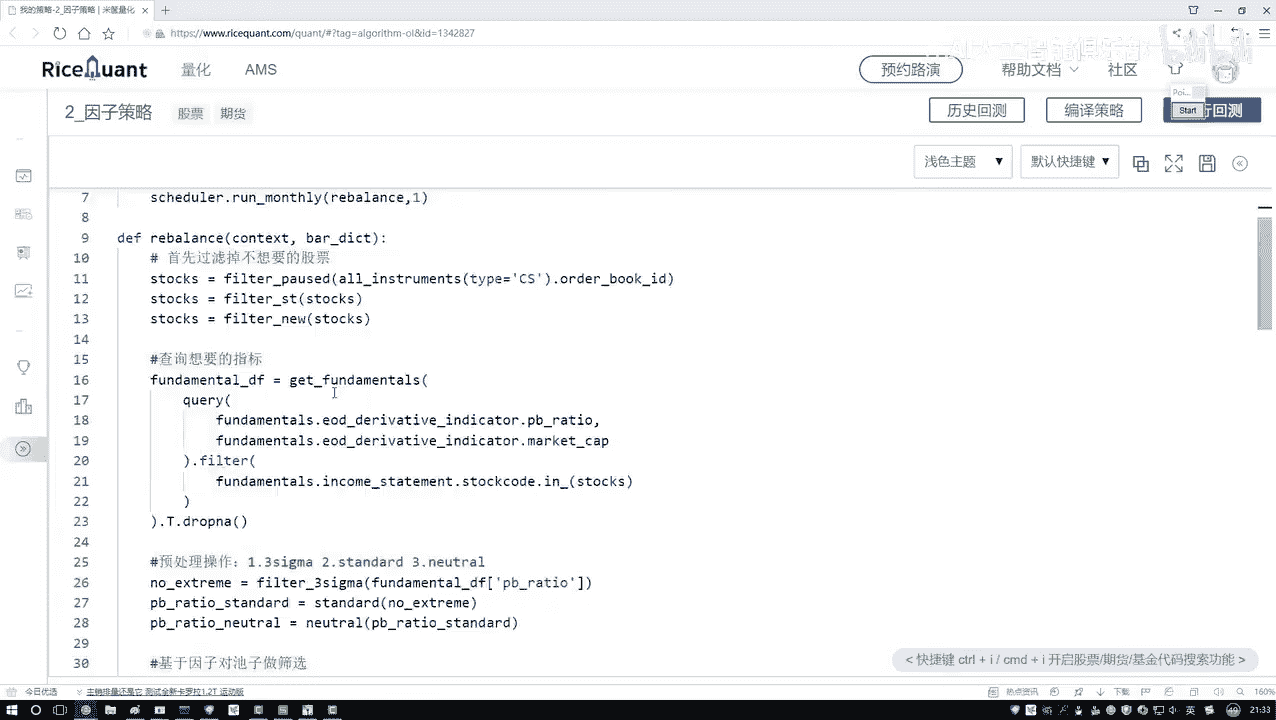 我的策略-2_因子策略 | 米筐量化
https://www.ricequant.com/quant/#?tag=algorithm-ol&id=1342827
RiceQuant 量化 AMS 预约路演 帮助文档 社区
Poi...
2_因子策略 股票 期货 历史回测 编译策略 Start 行回测
浅色主题 默认快捷键
7 scheduler.run_monthly(rebalance,1)
8
9 def rebalance(context, bar_dict):
10 # 首先过滤掉不想要的股票
11 stocks = filter_paused(all_instruments(type='CS').order_book_id)
12 stocks = filter_st(stocks)
13 stocks = filter_new(stocks)
14
15 #查询想要的指标
16 fundamental_df = get_fundamentals(
17 query(
18 fundamentals.eod_derivative_indicator.pb_ratio,
19 fundamentals.eod_derivative_indicator.market_cap
20 ).filter(
21 fundamentals.income_statement.stockcode.in_(stocks)
22 )
23 ).T.dropna()
24
25 #预处理操作：1.3sigma 2.standard 3.neutral
26 no_extreme = filter_3sigma(fundamental_df['pb_ratio'])
27 pb_ratio_standard = standard(no_extreme)
28 pb_ratio_neutral = neutral(pb_ratio_standard)
29
30 #基于因子对池子做筛选
< 快捷键 ctrl + i / cmd + i 开启股票/期货/基金代码搜索功能 >
今日优选 主销排量还是它 测试全新卡罗拉1.2T 运动版 热点资讯 下载 160%
英 21:33